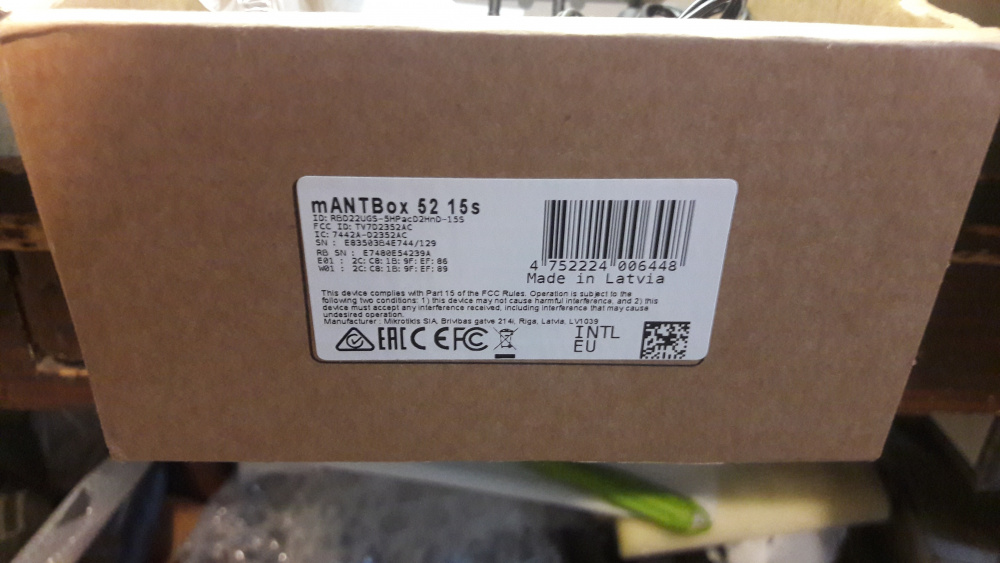 mANTBox 52 15s
ID: RBD22UGS-5HPacD2HnD-15S
FCC ID: TV7D2352AC
IC: 7442A-D2352AC
SN : E83503B4E744/129
RB SN : E7480E54239A
E01 : 2C:C8:1B:9F:EF:86
W01 : 2C:C8:1B:9F:EF:89
4 752224 006448
Made in Latvia
This device complies with Part 15 of the FCC Rules. Operation is subject to the
following two conditions: 1) this device may not cause harmful interference, and 2) this
device must accept any interference received, including interference that may cause
undesired operation.
Manufacturer : Mikrotikls SIA, Brivibas gatve 214i, Riga, Latvia, LV1039
EAC CE FC
INTL
EU